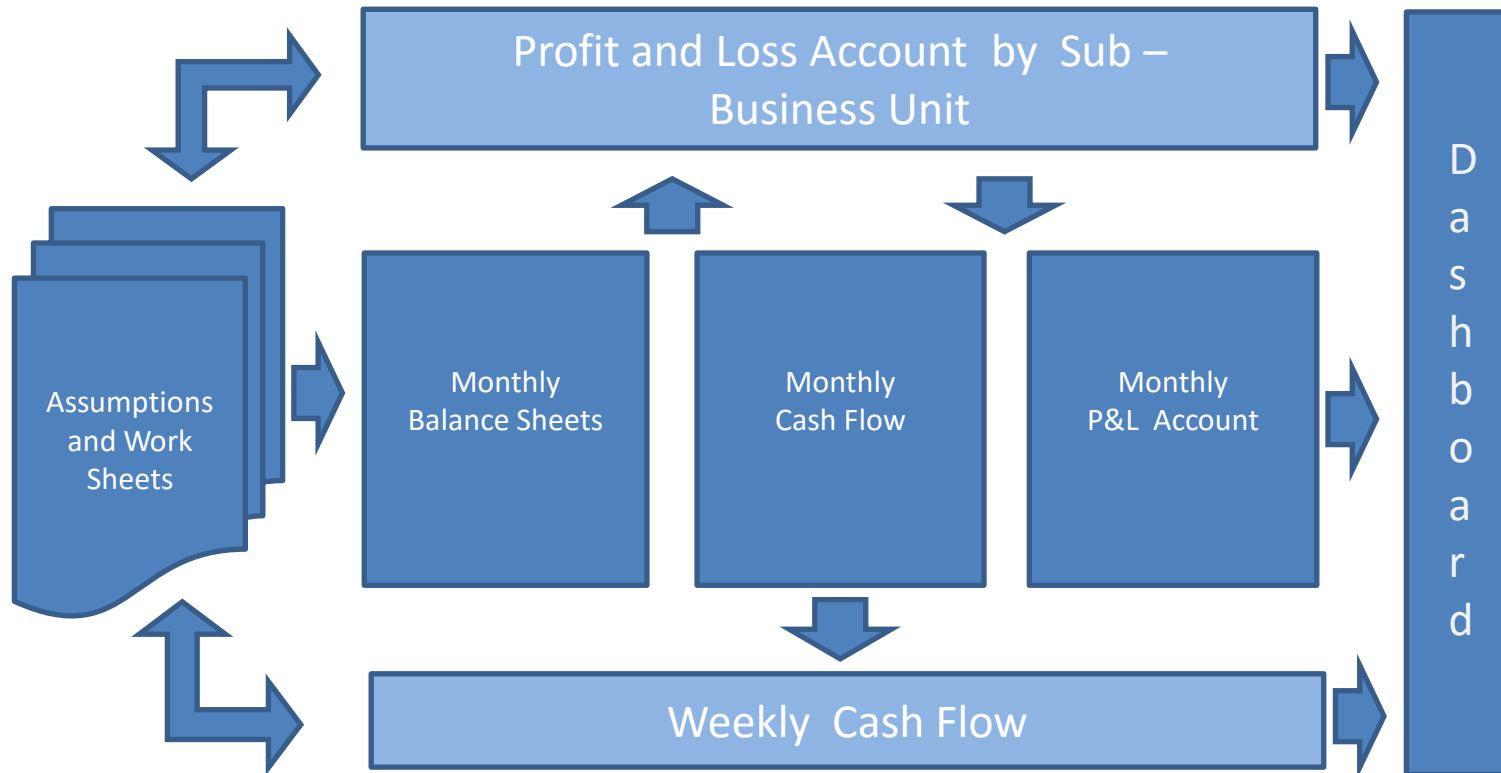 Profit and Loss Account by Sub –
Business Unit
Assumptions
and Work
Sheets
Monthly
Balance Sheets
Monthly
Cash Flow
Monthly
P&L Account
Weekly Cash Flow
D
a
s
h
b
o
a
r
d